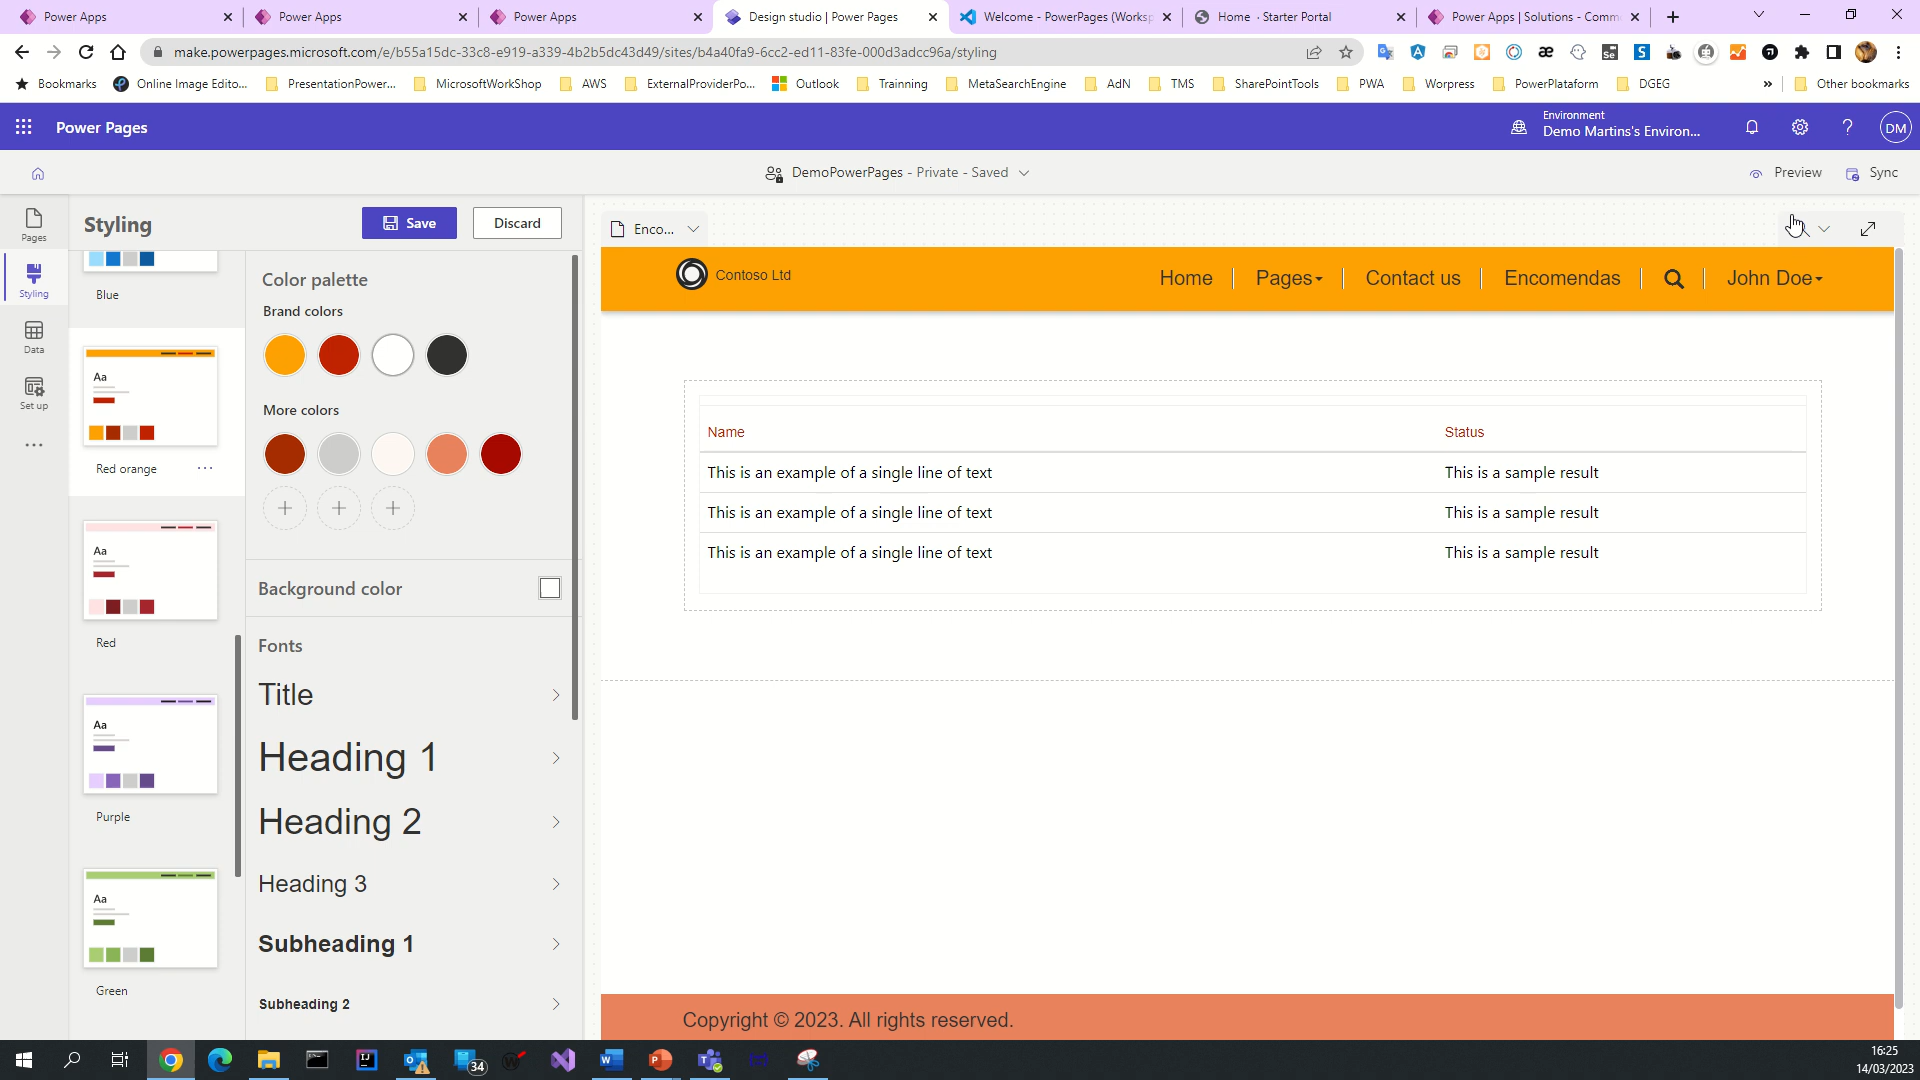 Power Apps
Power Apps
Power Apps
Design studio | Power Pages
Welcome - PowerPages (Worksp
Home · Starter Portal
Power Apps | Solutions - Comm
make.powerpages.microsoft.com/e/b55a15dc-33c8-e919-a339-4b2b5dc43d49/sites/b4a40fa9-6cc2-ed11-83fe-000d3adcc96a/styling
Bookmarks
Online Image Edito...
PresentationPower...
MicrosoftWorkShop
AWS
ExternalProviderPo...
Outlook
Trainning
MetaSearchEngine
AdN
TMS
SharePointTools
PWA
Worpress
PowerPlataform
DGEG
»
Other bookmarks
Power Pages
Environment
Demo Martins's Environ...
DM
DemoPowerPages - Private - Saved
Preview
Sync
Pages
Styling
Data
Set up
Styling
Save
Discard
Blue
Aa
Red orange
Aa
Red
Aa
Purple
Aa
Green
Color palette
Brand colors
More colors
Background color
Fonts
Title
Heading 1
Heading 2
Heading 3
Subheading 1
Subheading 2
Enco...
Contoso Ltd
Home
Pages
Contact us
Encomendas
John Doe
Name Status
This is an example of a single line of text This is a sample result
This is an example of a single line of text This is a sample result
This is an example of a single line of text This is a sample result
Copyright © 2023. All rights reserved.
34
16:25
14/03/2023